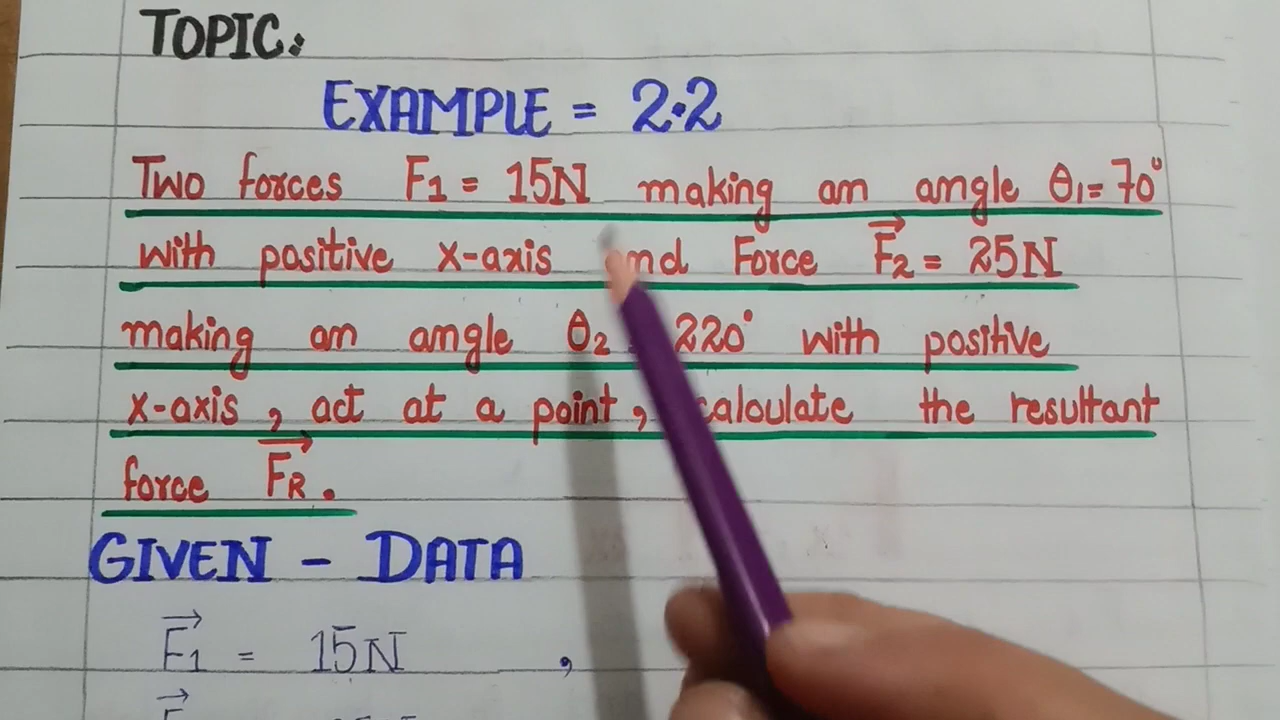 TOPIC:
EXAMPLE = 2.2
Two forces F1 = 15N making an angle θ1= 70°
with positive x-axis and Force F2 = 25N
making an angle θ2 220° with positive
x-axis, act at a point, caloulate the resultant
force FR.
GIVEN - DATA
F1 = 15N ,